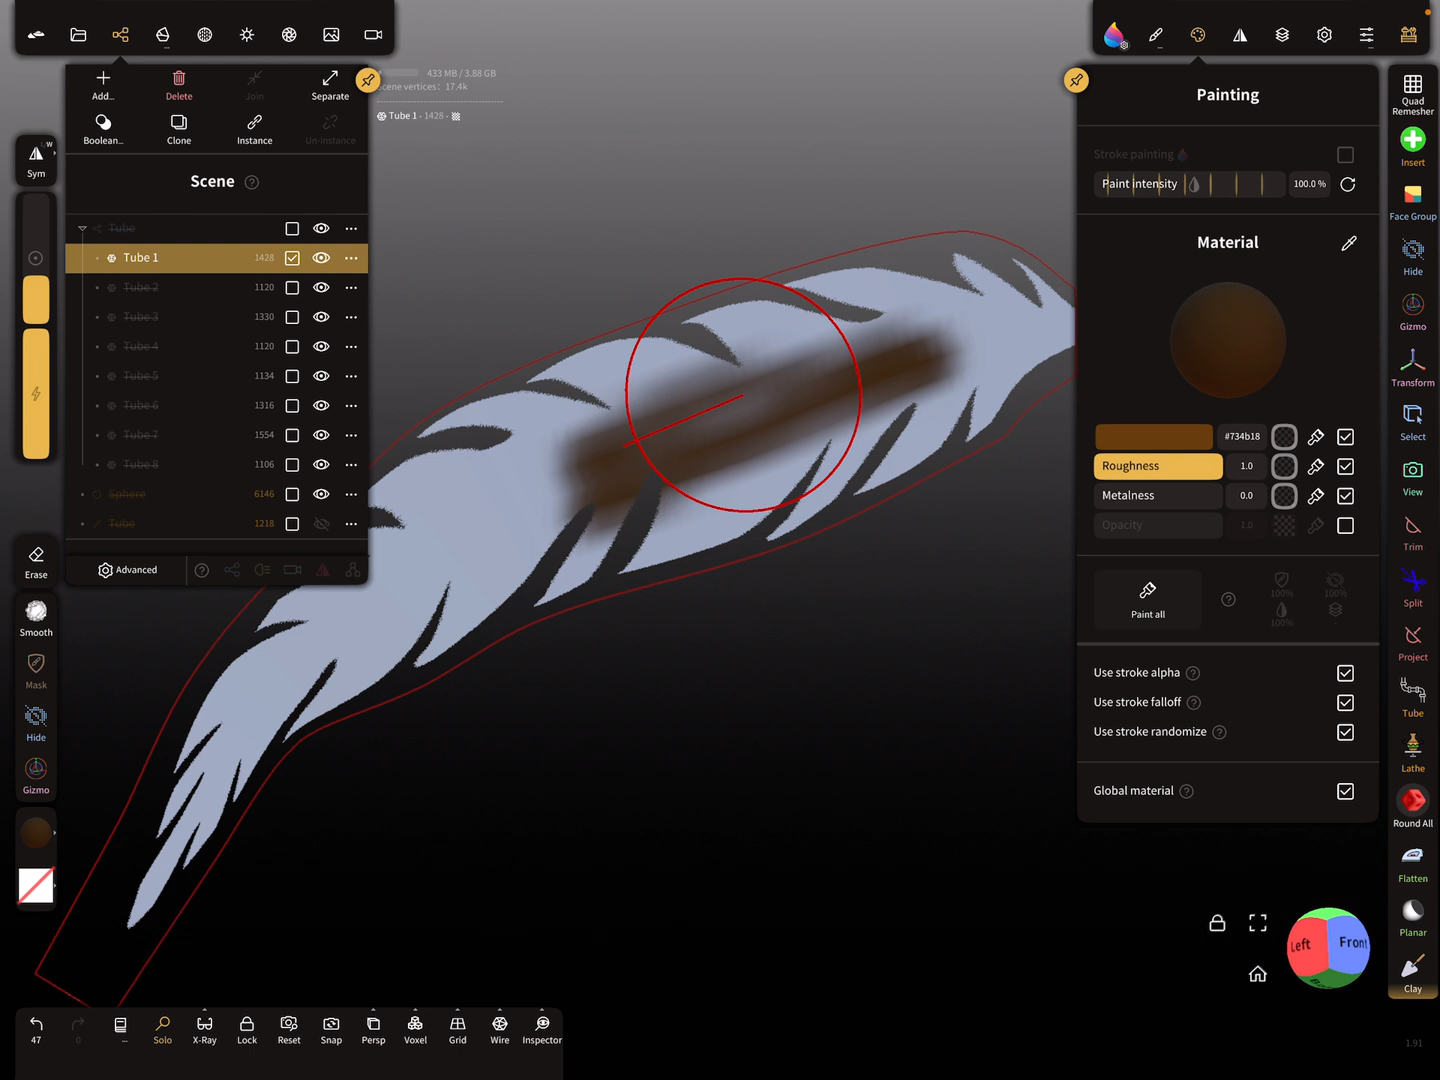 433 MB / 3.88 GB
Scene vertices: 17.4k
Tube 1 - 1428 -
Add...
Delete
Join
Separate
Boolean...
Clone
Instance
Un-instance
Scene
Tube
Tube 1 1428
Tube 2 1120
Tube 3 1330
Tube 4 1120
Tube 5 1134
Tube 6 1316
Tube 7 1554
Tube 8 1106
Sphere 6146
Tube 1218
Advanced
Sym
Erase
Smooth
Mask
Hide
Gizmo
Painting
Stroke painting
Paint intensity 100.0 %
Material
#734b18
Roughness 1.0
Metalness 0.0
Opacity 1.0
Paint all
100%
100%
100%
Use stroke alpha
Use stroke falloff
Use stroke randomize
Global material
Quad
Remesher
Insert
Face Group
Hide
Gizmo
Transform
Select
View
Trim
Split
Project
Tube
Lathe
Round All
Flatten
Planar
Clay
Left
Front
47
0
...
Solo
X-Ray
Lock
Reset
Snap
Persp
Voxel
Grid
Wire
Inspector
1.91